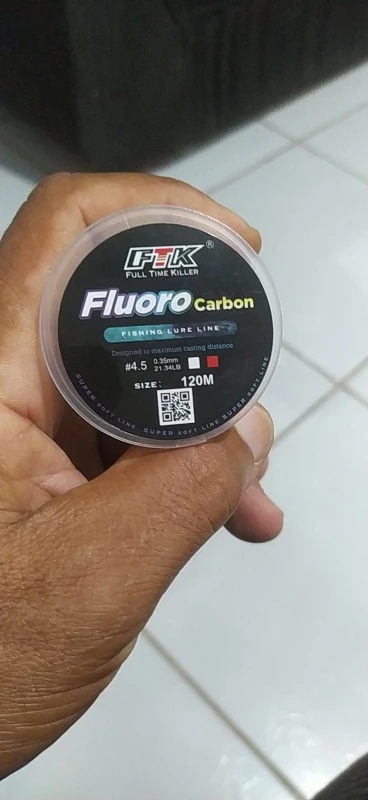 FTK®
FULL TIME KILLER
Fluoro Carbon
FISHING LURE LINE
Designed to maximum casting distance
#4.5 0.35mm
21.34LB
SIZE: 120M
SUPER SOFT LINE SUPER SOFT LINE SUPER SOFT LINE